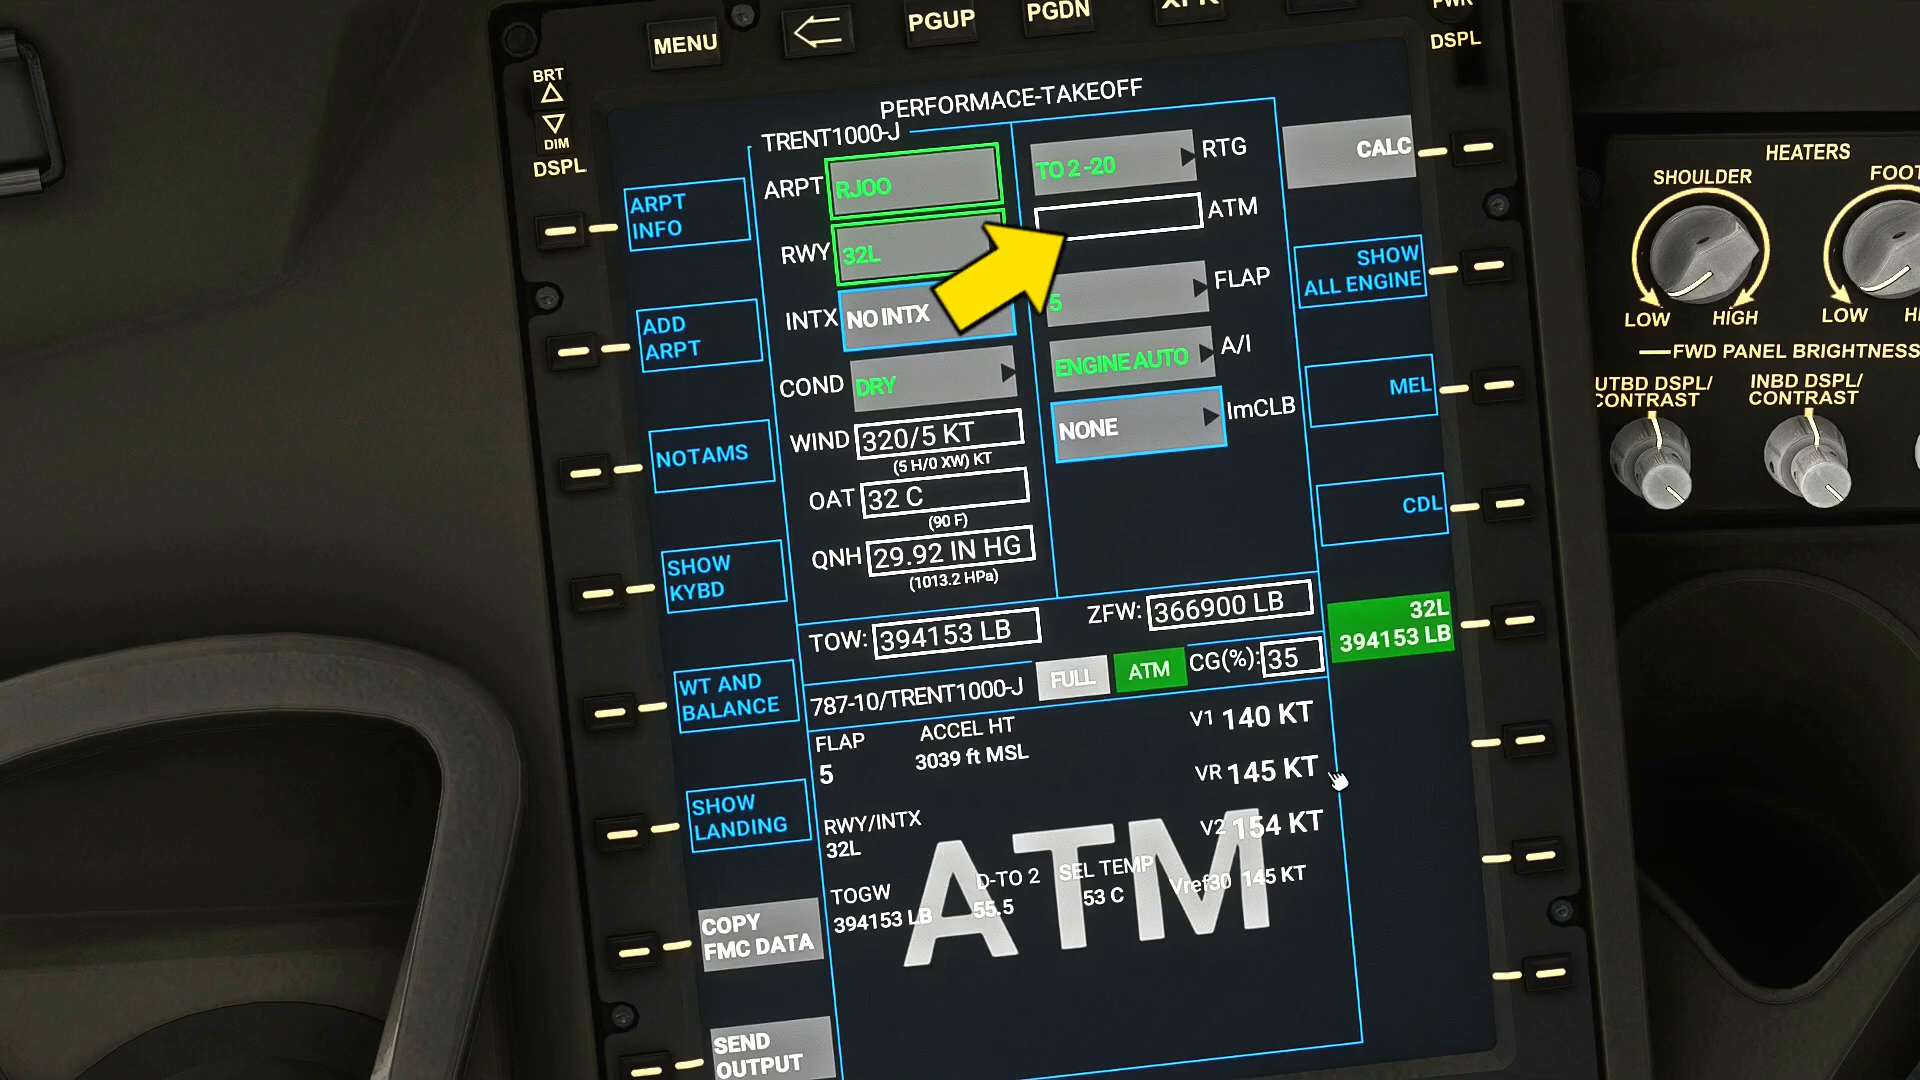 MENU
PGUP
PGDN
BRT
DIM
DSPL
DSPL
PERFORMACE-TAKEOFF
TRENT1000-J
ARPT RJOO
RWY 32L
INTX NO INTX
COND DRY
WIND 320/5 KT
(5 H/0 XW) KT
OAT 32 C
(90 F)
QNH 29.92 IN HG
(1013.2 HPa)
TO 2 -20 RTG
ATM
5 FLAP
ENGINE AUTO A/I
NONE ImCLB
TOW: 394153 LB
ZFW: 366900 LB
787-10/TRENT1000-J FULL ATM CG(%): 35
FLAP
5
ACCEL HT
3039 ft MSL
V1 140 KT
VR 145 KT
V2 154 KT
Vref30 145 KT
RWY/INTX
32L
TOGW
394153 LB
D-TO 2
55.5
SEL TEMP
53 C
ATM
ARPT
INFO
ADD
ARPT
NOTAMS
SHOW
KYBD
WT AND
BALANCE
SHOW
LANDING
COPY
FMC DATA
SEND
OUTPUT
CALC
SHOW
ALL ENGINE
MEL
CDL
32L
394153 LB
HEATERS
SHOULDER
LOW HIGH
LOW
FWD PANEL BRIGHTNESS
INBD DSPL/
CONTRAST